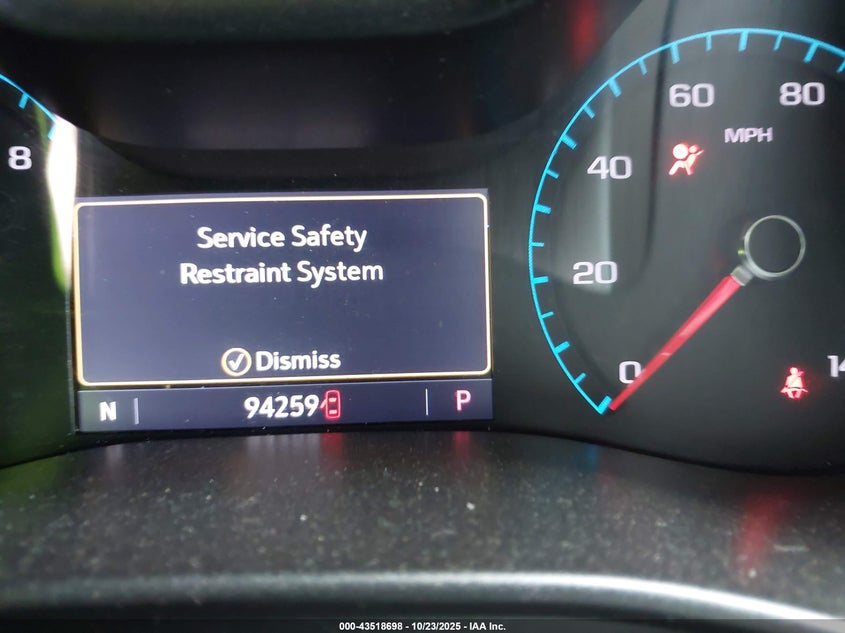 60
80
MPH
8
40
Service Safety
Restraint System
20
Dismiss
0
N
94259
P
000-43518698 - 10/23/2025 - IAA Inc.